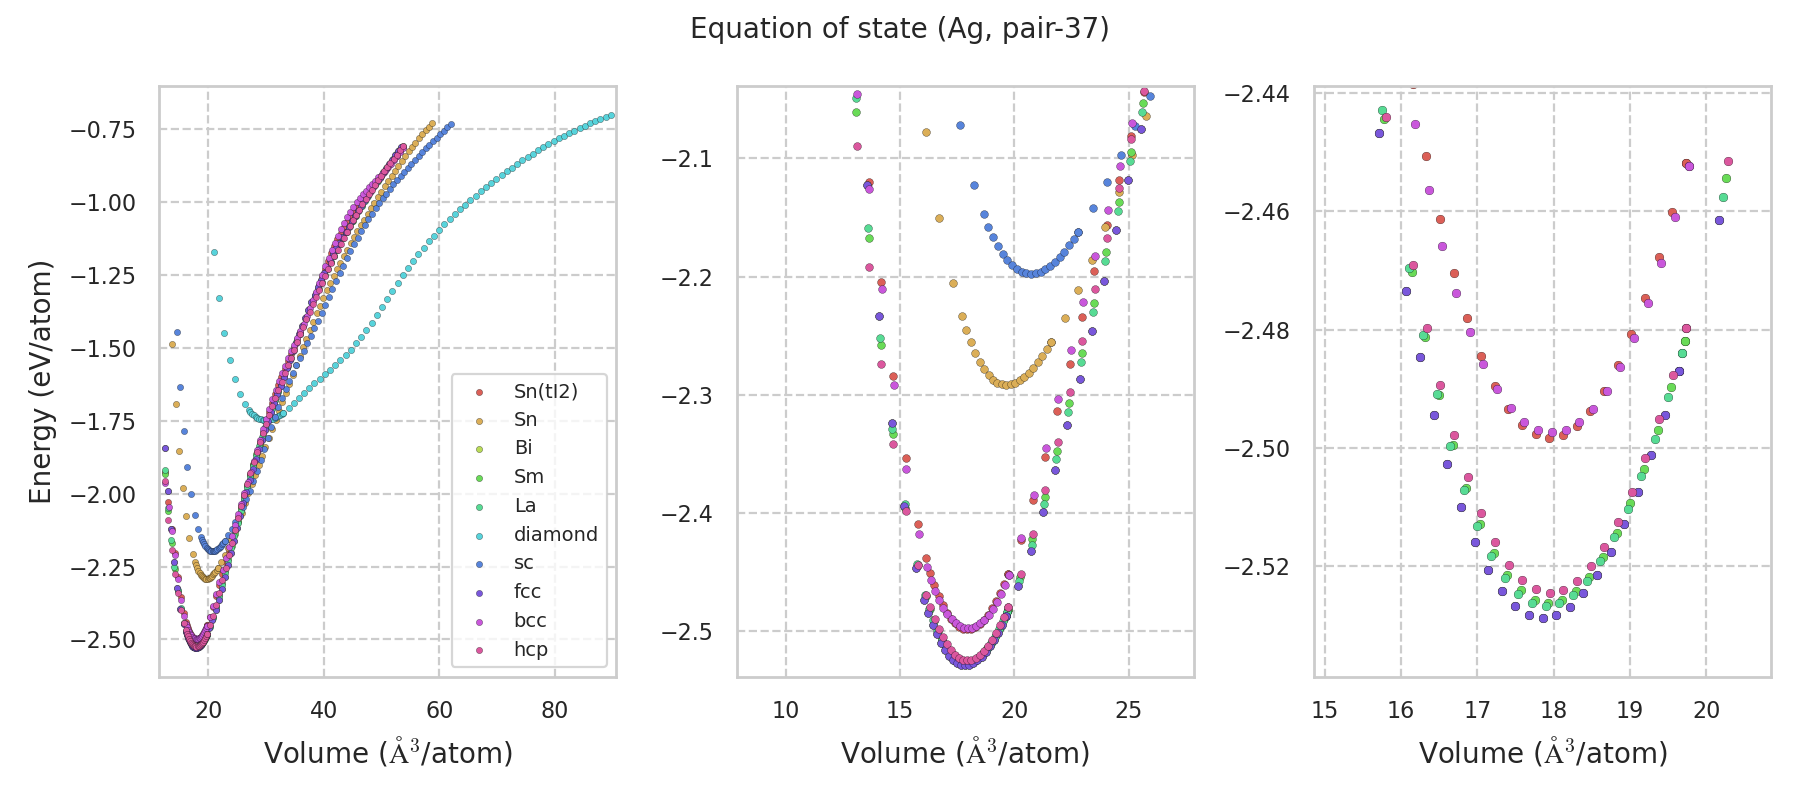 Equation of state (Ag, pair-37)
Energy (eV/atom)
−0.75
−1.00
−1.25
−1.50
−1.75
−2.00
−2.25
−2.50
20
40
60
80
Volume (Å³/atom)
Sn(tI2)
Sn
Bi
Sm
La
diamond
sc
fcc
bcc
hcp
−2.1
−2.2
−2.3
−2.4
−2.5
10
15
20
25
Volume (Å³/atom)
−2.44
−2.46
−2.48
−2.50
−2.52
15
16
17
18
19
20
Volume (Å³/atom)